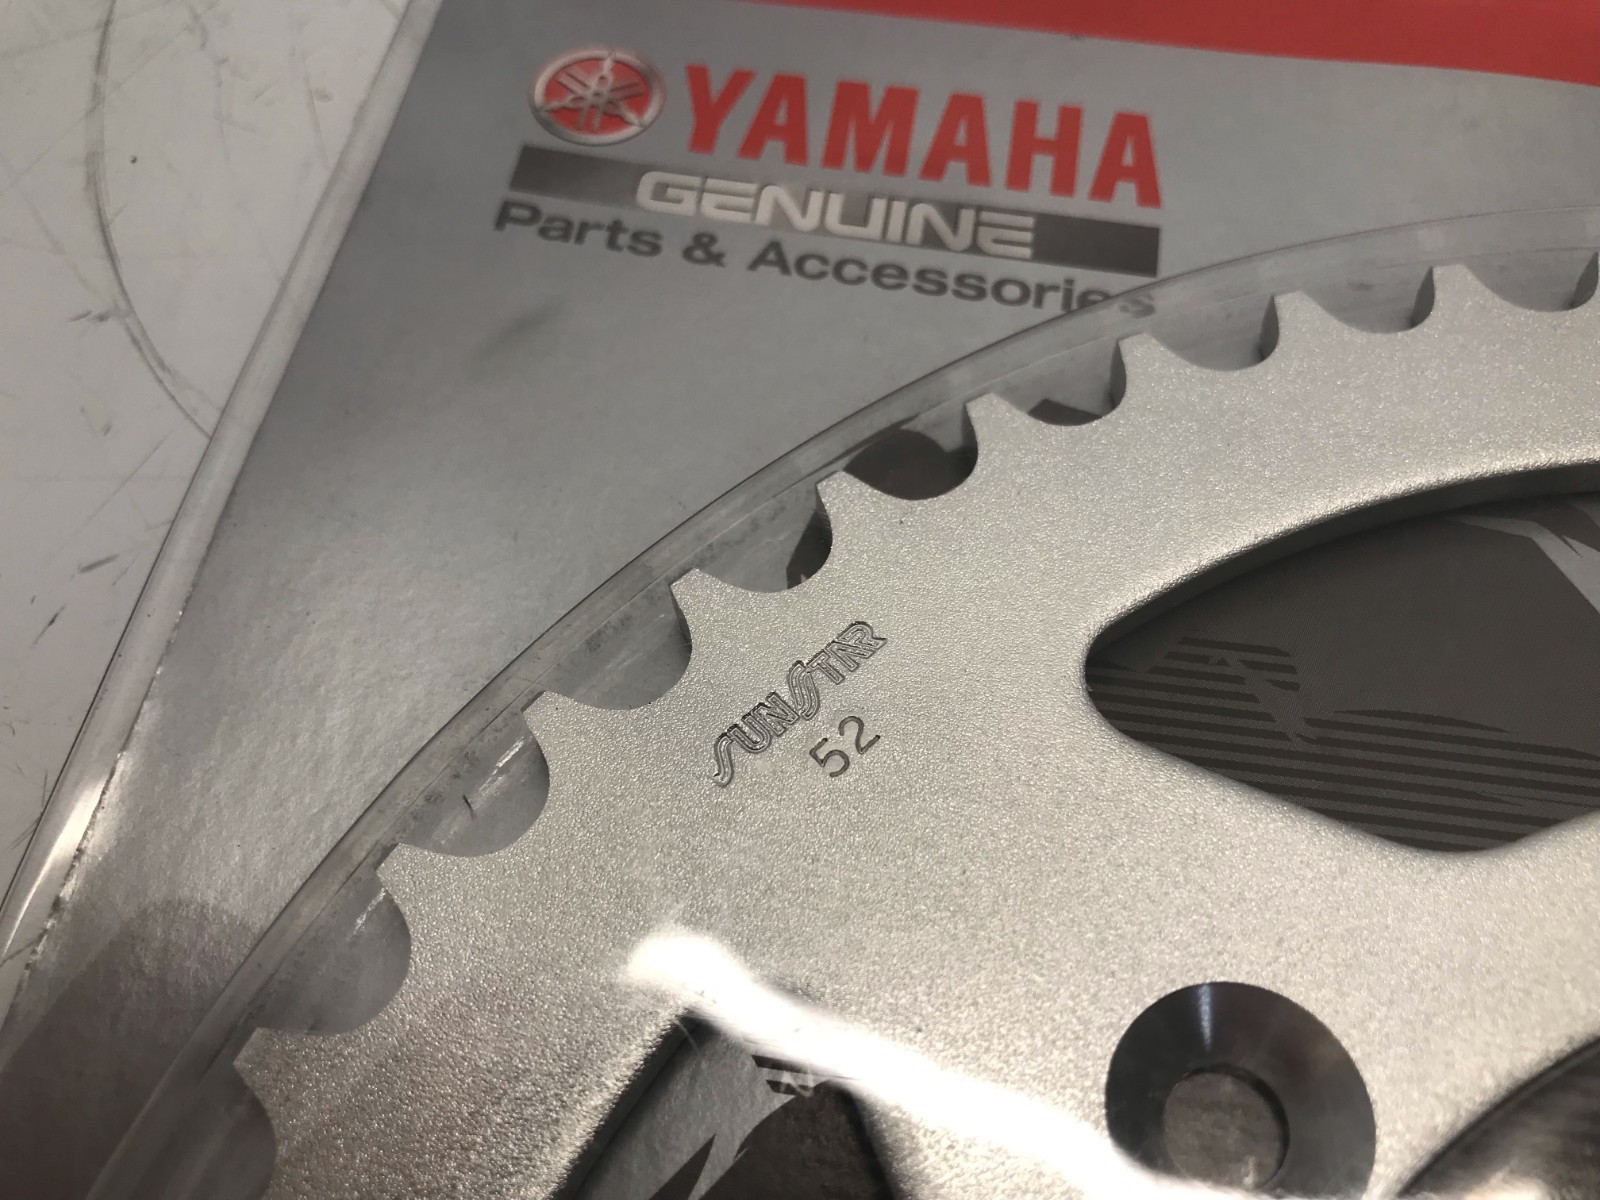 YAMAHA
GENUINE
Parts & Accessories
SUNSTAR
52